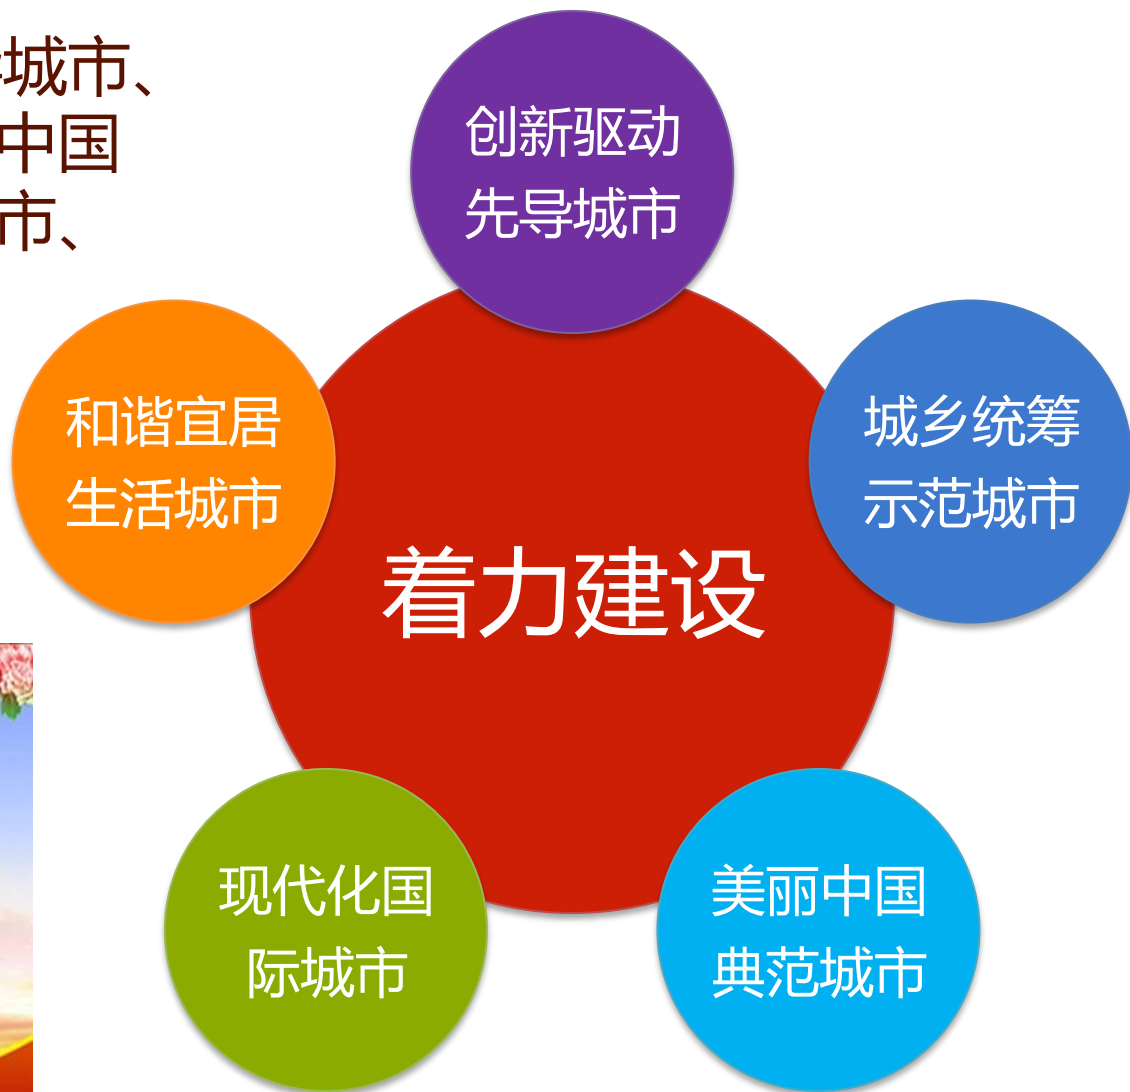 城市、
中国
市、
创新驱动
先导城市
城乡统筹
示范城市
美丽中国
典范城市
现代化国
际城市
和谐宜居
生活城市
着力建设